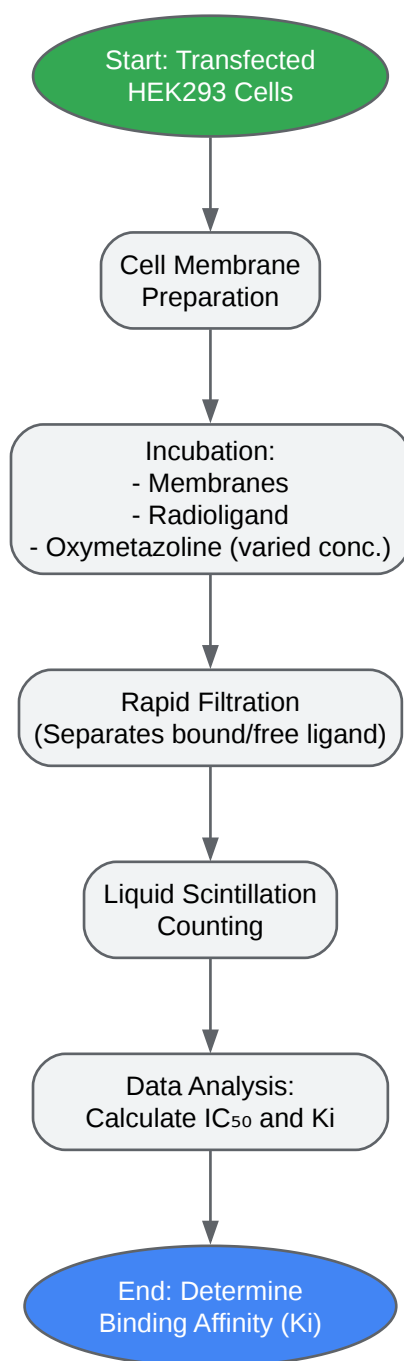 Start: Transfected
HEK293 Cells
Cell Membrane
Preparation
Incubation:
- Membranes
- Radioligand
- Oxymetazoline (varied conc.)
Rapid Filtration
(Separates bound/free ligand)
Liquid Scintillation
Counting
Data Analysis:
Calculate IC₅₀ and Ki
End: Determine
Binding Affinity (Ki)